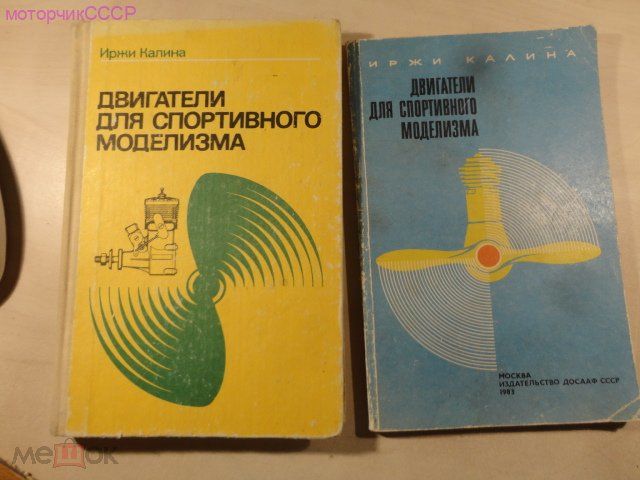 моторчикСССР
Иржи Калина
ДВИГАТЕЛИ
ДЛЯ СПОРТИВНОГО
МОДЕЛИЗМА
ИРЖИ КАЛИНА
ДВИГАТЕЛИ
ДЛЯ СПОРТИВНОГО
МОДЕЛИЗМА
МОСКВА
ИЗДАТЕЛЬСТВО ДОСААФ СССР
1983
Мешок